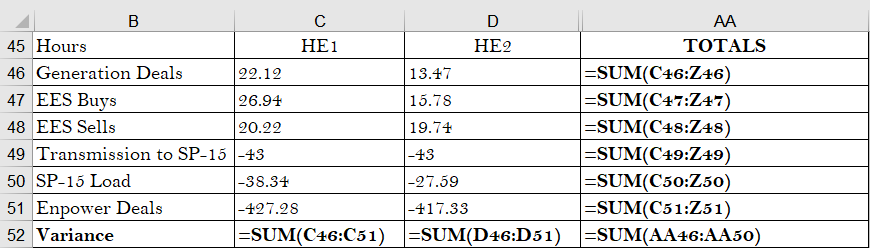 B C D AA
45 Hours HE1 HE2 TOTALS
46 Generation Deals 22.12 13.47 =SUM(C46:Z46)
47 EES Buys 26.94 15.78 =SUM(C47:Z47)
48 EES Sells 20.22 19.74 =SUM(C48:Z48)
49 Transmission to SP-15 -43 -43 =SUM(C49:Z49)
50 SP-15 Load -38.34 -27.59 =SUM(C50:Z50)
51 Enpower Deals -427.28 -417.33 =SUM(C51:Z51)
52 Variance =SUM(C46:C51) =SUM(D46:D51) =SUM(AA46:AA50)